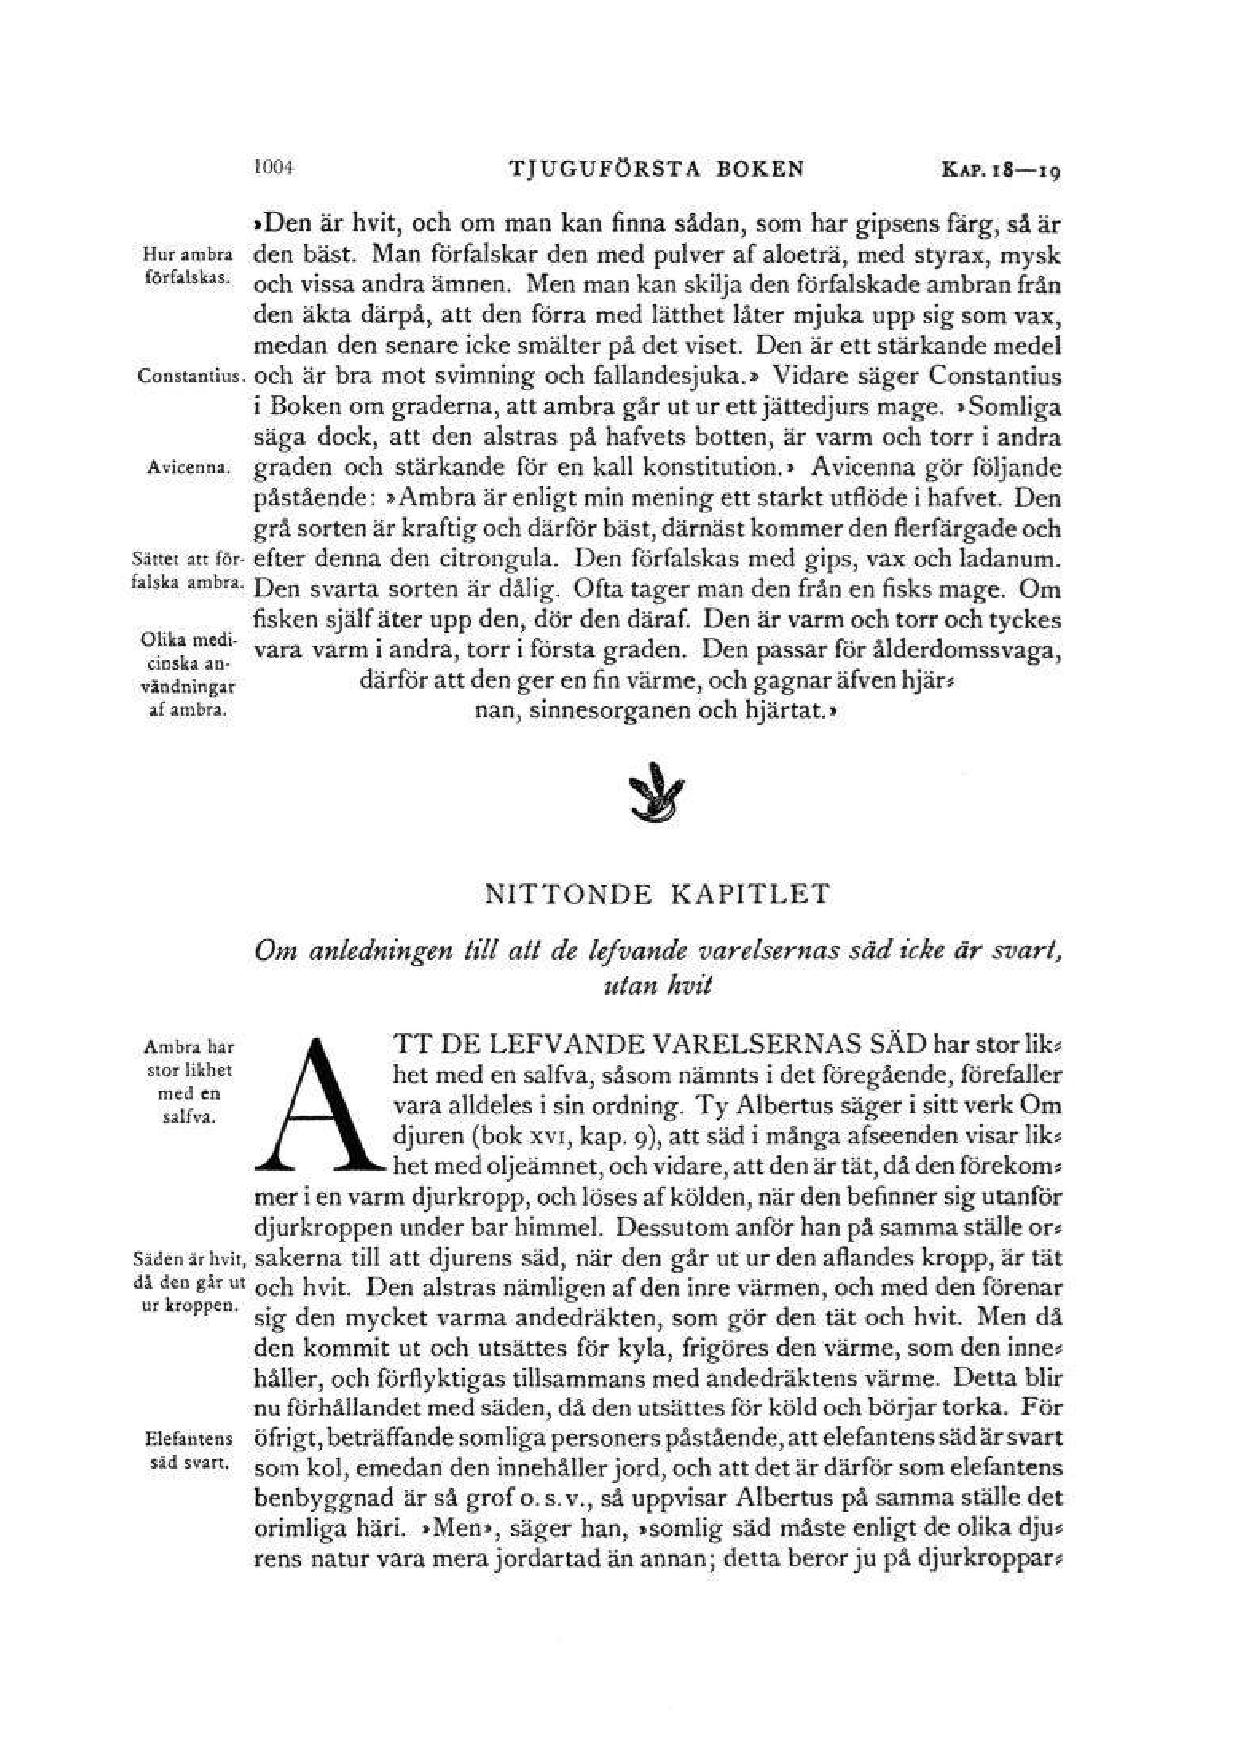 1004 TJUGUFÖRSTA BOKEN KAP. 18—19
»Den är hvit, och om man kan finna sådan, som har gipsens färg, så är
Hur ambra förfalskas.
den bäst. Man förfalskar den med pulver af aloeträ, med styrax, mysk
och vissa andra ämnen. Men man kan skilja den förfalskade ambran från
den äkta därpå, att den förra med lätthet låter mjuka upp sig som vax,
medan den senare icke smälter på det viset. Den är ett stärkande medel
Constantius.
och är bra mot svimning och fallandesjuka.» Vidare säger Constantius
i Boken om graderna, att ambra går ut ur ett jättedjurs mage. »Somliga
säga dock, att den alstras på hafvets botten, är varm och torr i andra
Avicenna.
graden och stärkande för en kall konstitution.» Avicenna gör följande
påstående: »Ambra är enligt min mening ett starkt utflöde i hafvet. Den
grå sorten är kraftig och därför bäst, därnäst kommer den flerfärgade och
Sättet att för-
falska ambra.
efter denna den citrongula. Den förfalskas med gips, vax och ladanum.
Den svarta sorten är dålig. Ofta tager man den från en fisks mage. Om
fisken själf äter upp den, dör den däraf. Den är varm och torr och tyckes
Olika medi-
cinska an-
vändningar
af ambra.
vara varm i andra, torr i första graden. Den passar för ålderdomssvaga,
därför att den ger en fin värme, och gagnar äfven hjär-
nan, sinnesorganen och hjärtat.»
NITTONDE KAPITLET
Om anledningen till att de lefvande varelsernas säd icke är svart,
utan hvit
Ambra har
stor likhet
med en
salfva.
ATT DE LEFVANDE VARELSERNAS SÄD har stor lik-
het med en salfva, såsom nämnts i det föregående, förefaller
vara alldeles i sin ordning. Ty Albertus säger i sitt verk Om
djuren (bok XVI, kap. 9), att säd i många afseenden visar lik-
het med oljeämnet, och vidare, att den är tät, då den förekom-
mer i en varm djurkropp, och löses af kölden, när den befinner sig utanför
djurkroppen under bar himmel. Dessutom anför han på samma ställe or-
Säden är hvit,
då den går ut
ur kroppen.
sakerna till att djurens säd, när den går ut ur den aflandes kropp, är tät
och hvit. Den alstras nämligen af den inre värmen, och med den förenar
sig den mycket varma andedräkten, som gör den tät och hvit. Men då
den kommit ut och utsättes för kyla, frigöres den värme, som den inne-
håller, och förflyktigas tillsammans med andedräktens värme. Detta blir
nu förhållandet med säden, då den utsättes för köld och börjar torka. För
Elefantens
säd svart.
öfrigt, beträffande somliga personers påstående, att elefantens säd är svart
som kol, emedan den innehåller jord, och att det är därför som elefantens
benbyggnad är så grof o. s. v., så uppvisar Albertus på samma ställe det
orimliga häri. »Men», säger han, »somlig säd måste enligt de olika dju-
rens natur vara mera jordartad än annan; detta beror ju på djurkroppar-